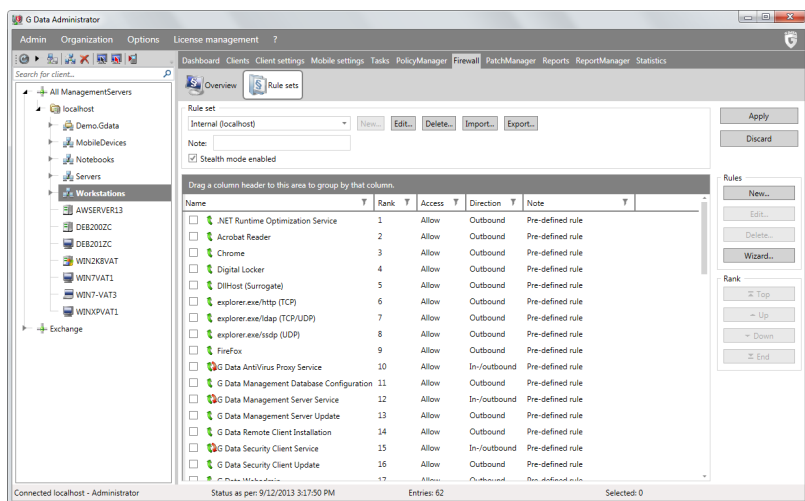 G Data Administrator
Admin Organization Options License management ?
Search for client...
All ManagementServers
localhost
Demo.Gdata
MobileDevices
Notebooks
Servers
Workstations
AWSERVER13
DEB200ZC
DEB201ZC
WIN2K8VAT
WIN7VAT1
WIN7-VAT3
WINXPVAT1
Exchange
Dashboard Clients Client settings Mobile settings Tasks PolicyManager Firewall PatchManager Reports ReportManager Statistics
Overview Rule sets
Rule set
Internal (localhost) New... Edit... Delete... Import... Export...
Note:
Stealth mode enabled
Apply
Discard
Drag a column header to this area to group by that column.
Name Rank Access Direction Note
.NET Runtime Optimization Service 1 Allow Outbound Pre-defined rule
Acrobat Reader 2 Allow Outbound Pre-defined rule
Chrome 3 Allow Outbound Pre-defined rule
Digital Locker 4 Allow Outbound Pre-defined rule
DllHost (Surrogate) 5 Allow Outbound Pre-defined rule
explorer.exe/http (TCP) 6 Allow Outbound Pre-defined rule
explorer.exe/ldap (TCP/UDP) 7 Allow Outbound Pre-defined rule
explorer.exe/ssdp (UDP) 8 Allow Outbound Pre-defined rule
FireFox 9 Allow Outbound Pre-defined rule
G Data AntiVirus Proxy Service 10 Allow In-/outbound Pre-defined rule
G Data Management Database Configuration 11 Allow Outbound Pre-defined rule
G Data Management Server Service 12 Allow In-/outbound Pre-defined rule
G Data Management Server Update 13 Allow Outbound Pre-defined rule
G Data Remote Client Installation 14 Allow Outbound Pre-defined rule
G Data Security Client Service 15 Allow In-/outbound Pre-defined rule
G Data Security Client Update 16 Allow Outbound Pre-defined rule
G Data Webadmin 17 Allow Outbound Pre-defined rule
Rules
New...
Edit...
Delete...
Wizard...
Rank
Top
Up
Down
End
Connected localhost - Administrator Status as per: 9/12/2013 3:17:50 PM Entries: 62 Selected: 0